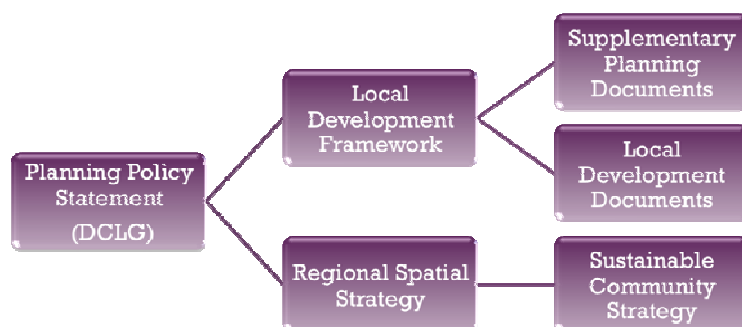 Planning Policy
Statement
(DCLG)
Local
Development
Framework
Regional Spatial
Strategy
Supplementary
Planning
Documents
Local
Development
Documents
Sustainable
Community
Strategy